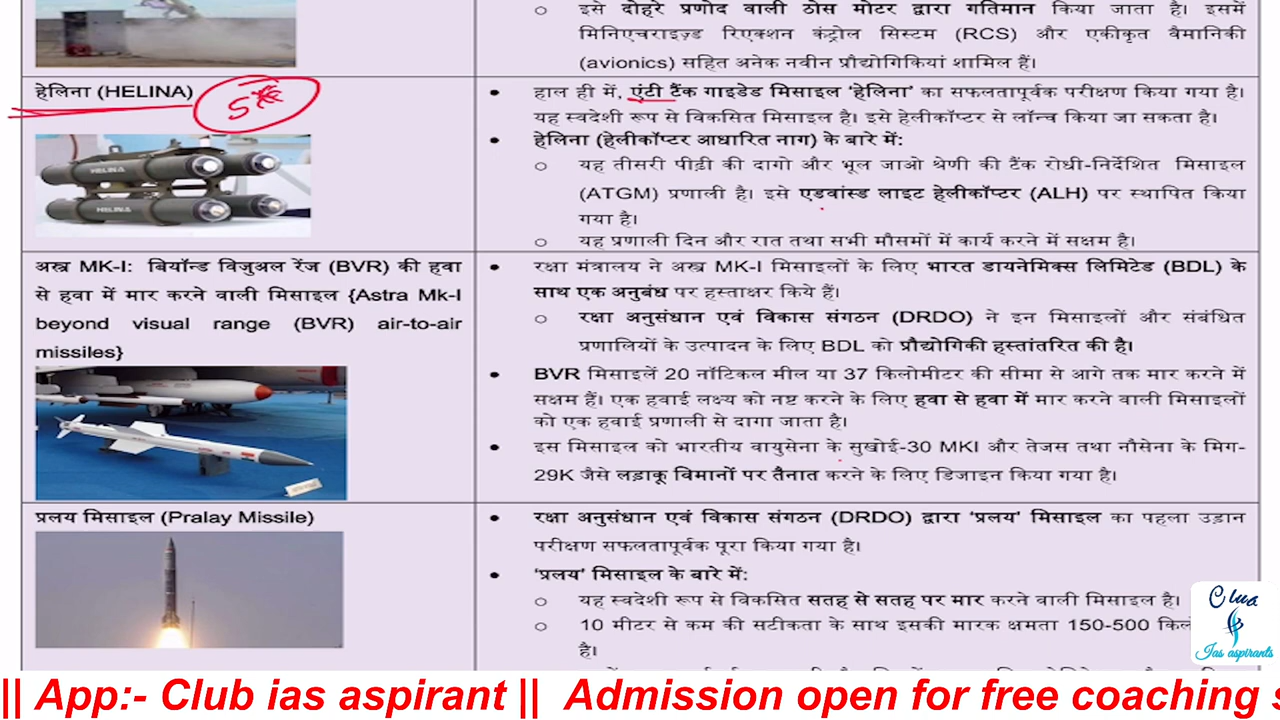 इसे दोहरे प्रणोद वाली ठोस मोटर द्वारा गतिमान किया जाता है। इसमें
मिनिएचराइज़्ड रिएक्शन कंट्रोल सिस्टम (RCS) और एकीकृत वैमानिकी
(avionics) सहित अनेक नवीन प्रौद्योगिकियां शामिल हैं।
हेलिना (HELINA)
5
HELINA
HELINA
हाल ही में, एंटी टैंक गाइडेड मिसाइल ‘हेलिना’ का सफलतापूर्वक परीक्षण किया गया है।
यह स्वदेशी रूप से विकसित मिसाइल है। इसे हेलीकॉप्टर से लॉन्च किया जा सकता है।
हेलिना (हेलीकॉप्टर आधारित नाग) के बारे में:
यह तीसरी पीढ़ी की दागो और भूल जाओ श्रेणी की टैंक रोधी-निर्देशित मिसाइल
(ATGM) प्रणाली है। इसे एडवांस्ड लाइट हेलीकॉप्टर (ALH) पर स्थापित किया
गया है।
यह प्रणाली दिन और रात तथा सभी मौसमों में कार्य करने में सक्षम है।
अस्त्र MK-I: बियॉन्ड विजुअल रेंज (BVR) की हवा
से हवा में मार करने वाली मिसाइल {Astra Mk-I
beyond visual range (BVR) air-to-air
missiles}
रक्षा मंत्रालय ने अस्त्र MK-I मिसाइलों के लिए भारत डायनेमिक्स लिमिटेड (BDL) के
साथ एक अनुबंध पर हस्ताक्षर किये हैं।
रक्षा अनुसंधान एवं विकास संगठन (DRDO) ने इन मिसाइलों और संबंधित
प्रणालियों के उत्पादन के लिए BDL को प्रौद्योगिकी हस्तांतरित की है।
BVR मिसाइलें 20 नॉटिकल मील या 37 किलोमीटर की सीमा से आगे तक मार करने में
सक्षम हैं। एक हवाई लक्ष्य को नष्ट करने के लिए हवा से हवा में मार करने वाली मिसाइलों
को एक हवाई प्रणाली से दागा जाता है।
इस मिसाइल को भारतीय वायुसेना के सुखोई-30 MKI और तेजस तथा नौसेना के मिग-
29K जैसे लड़ाकू विमानों पर तैनात करने के लिए डिजाइन किया गया है।
प्रलय मिसाइल (Pralay Missile)
रक्षा अनुसंधान एवं विकास संगठन (DRDO) द्वारा ‘प्रलय’ मिसाइल का पहला उड़ान
परीक्षण सफलतापूर्वक पूरा किया गया है।
‘प्रलय’ मिसाइल के बारे में:
यह स्वदेशी रूप से विकसित सतह से सतह पर मार करने वाली मिसाइल है।
10 मीटर से कम की सटीकता के साथ इसकी मारक क्षमता 150-500
है।
Club
Ias aspirants
|| App:- Club ias aspirant || Admission open for free coaching s